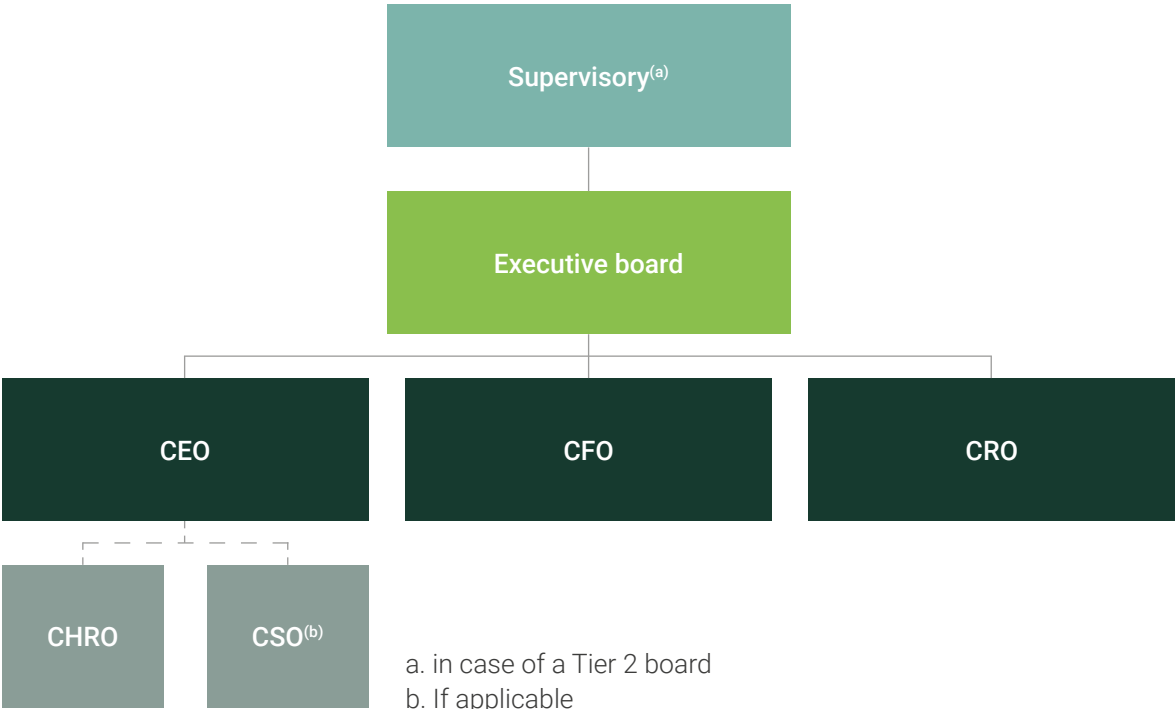 Supervisory(a)
Executive board
CEO
CFO
CRO
CHRO
CSO(b)
a. in case of a Tier 2 board
b. If applicable